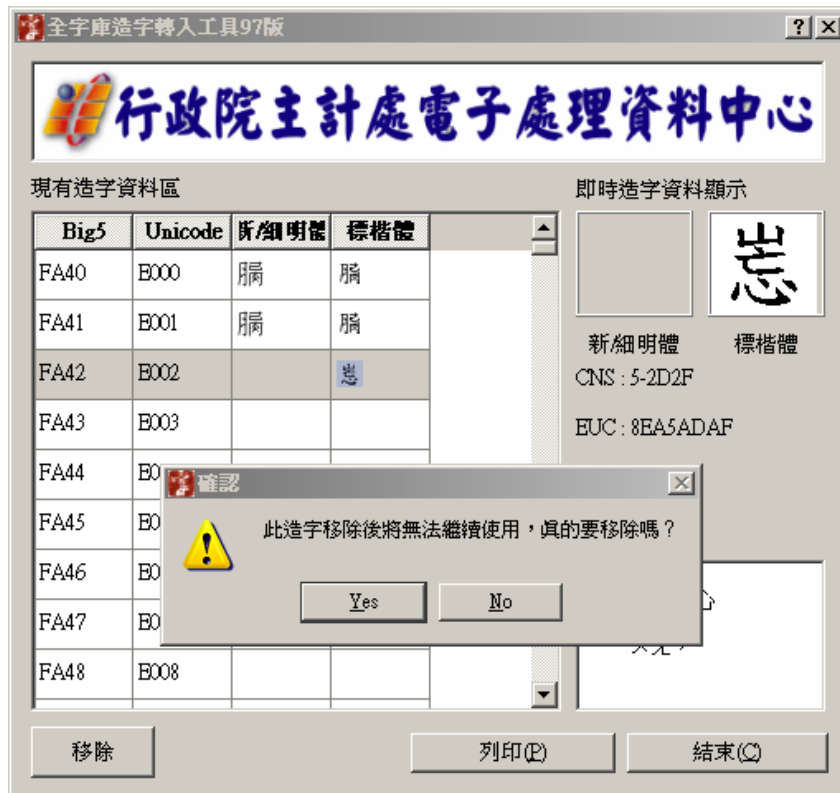 全字庫造字轉入工具97版
行政院主計處電子處理資料中心
現有造字資料區
即時造字資料顯示
Big5 Unicode 新/細明體 標楷體
FA40 E000
FA41 E001
FA42 E002
FA43 E003
FA44 E0
FA45 E0
FA46 E0
FA47 E0
FA48 E008
新/細明體 標楷體
CNS : 5-2D2F
EUC : 8EA5ADAF
確認
此造字移除後將無法繼續使用，真的要移除嗎？
Yes No
移除 列印(P) 結束(C)